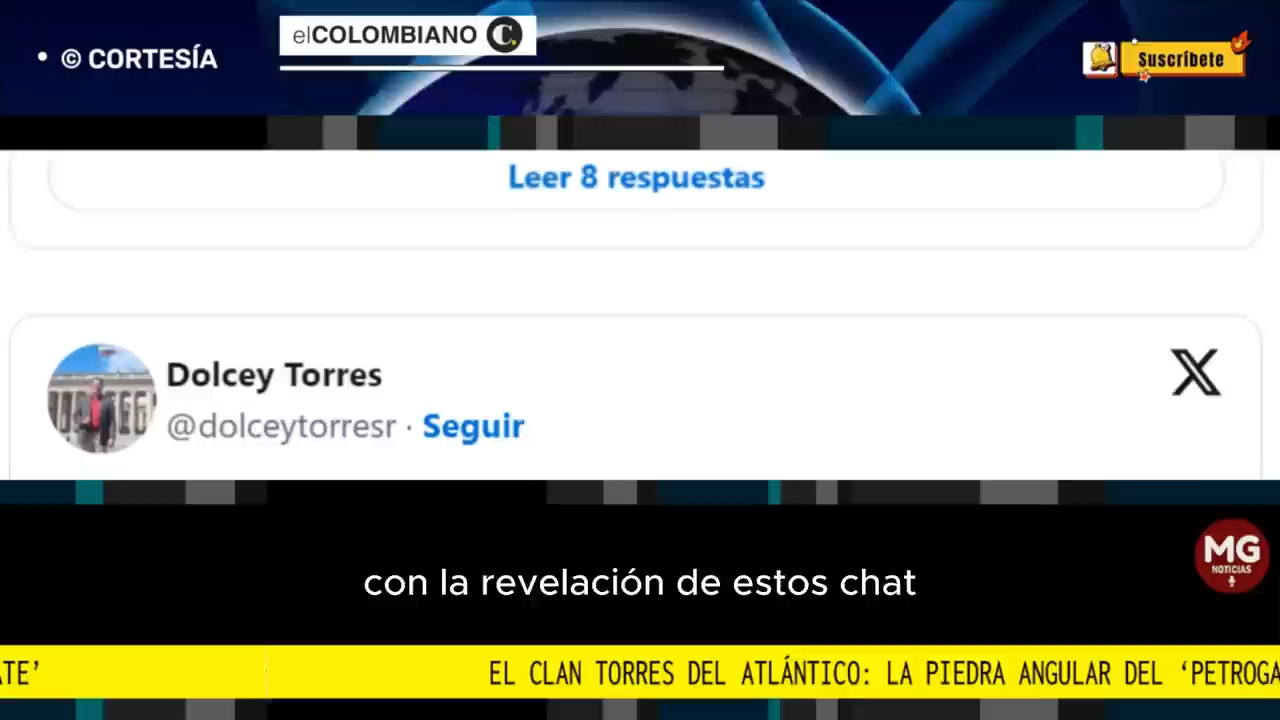 • © CORTESÍA
elCOLOMBIANO C.
Suscríbete
Leer 8 respuestas
Dolcey Torres
@dolceytorresr · Seguir
X
con la revelación de estos chat
MG
NOTICIAS
ATE’ EL CLAN TORRES DEL ATLÁNTICO: LA PIEDRA ANGULAR DEL ‘PETROGA